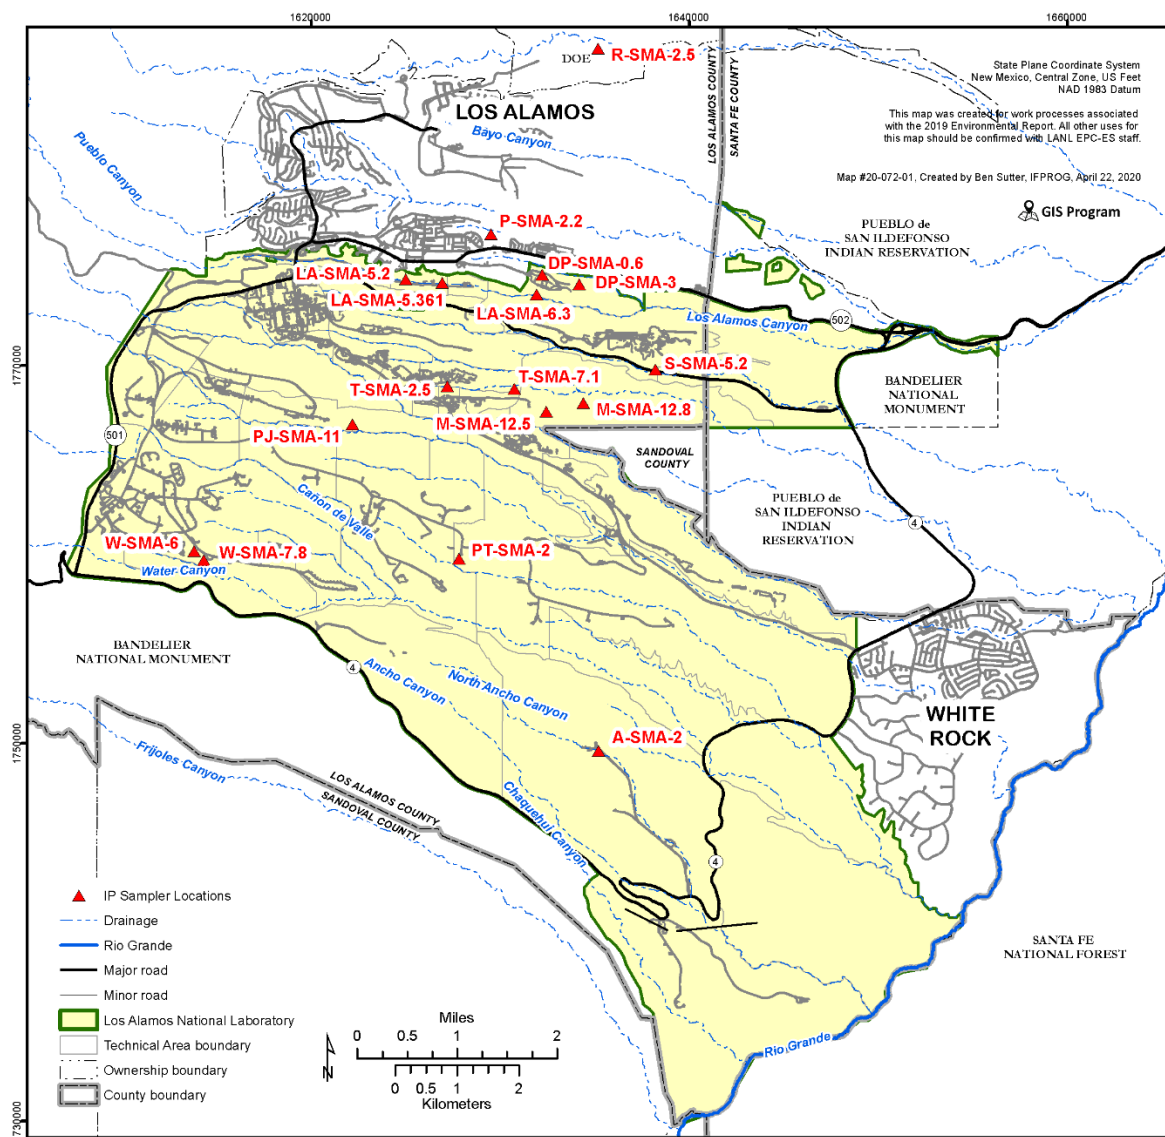 1620000
1640000
1660000
DOE
R-SMA-2.5
LOS ALAMOS COUNTY
SANTA FE COUNTY
State Plane Coordinate System
New Mexico, Central Zone, US Feet
NAD 1983 Datum
This map was created for work processes associated
with the 2019 Environmental Report. All other uses for
this map should be confirmed with LANL EPC-ES staff.
Map #20-072-01, Created by Ben Sutter, IFPROG, April 22, 2020
GIS Program
LOS ALAMOS
Bayo Canyon
Pueblo Canyon
P-SMA-2.2
PUEBLO de
SAN ILDEFONSO
INDIAN RESERVATION
DP-SMA-0.6
LA-SMA-5.2
DP-SMA-3
LA-SMA-5.361
LA-SMA-6.3
Los Alamos Canyon
502
1770000
S-SMA-5.2
T-SMA-2.5
T-SMA-7.1
BANDELIER
NATIONAL
MONUMENT
M-SMA-12.8
M-SMA-12.5
PJ-SMA-11
501
SANDOVAL
COUNTY
PUEBLO de
SAN ILDEFONSO
INDIAN
RESERVATION
4
Cañon de Valle
W-SMA-6
W-SMA-7.8
PT-SMA-2
Water Canyon
BANDELIER
NATIONAL MONUMENT
4
Ancho Canyon
North Ancho Canyon
WHITE
ROCK
A-SMA-2
1750000
Frijoles Canyon
LOS ALAMOS COUNTY
SANDOVAL COUNTY
Chaquehui Canyon
4
IP Sampler Locations
Drainage
Rio Grande
Major road
Minor road
Los Alamos National Laboratory
Technical Area boundary
Ownership boundary
County boundary
SANTA FE
NATIONAL FOREST
N
Miles
0 0.5 1 2
0 0.5 1 2
Kilometers
Rio Grande
730000